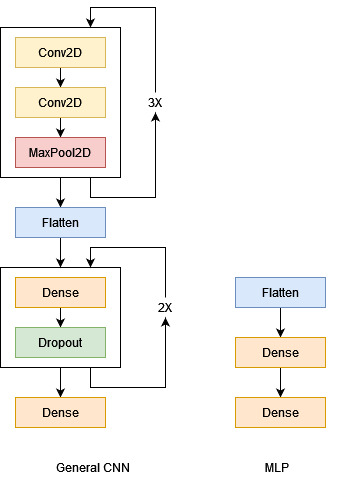 Conv2D
Conv2D
3X
MaxPool2D
Flatten
Dense
2X
Dropout
Dense
General CNN
Flatten
Dense
Dense
MLP